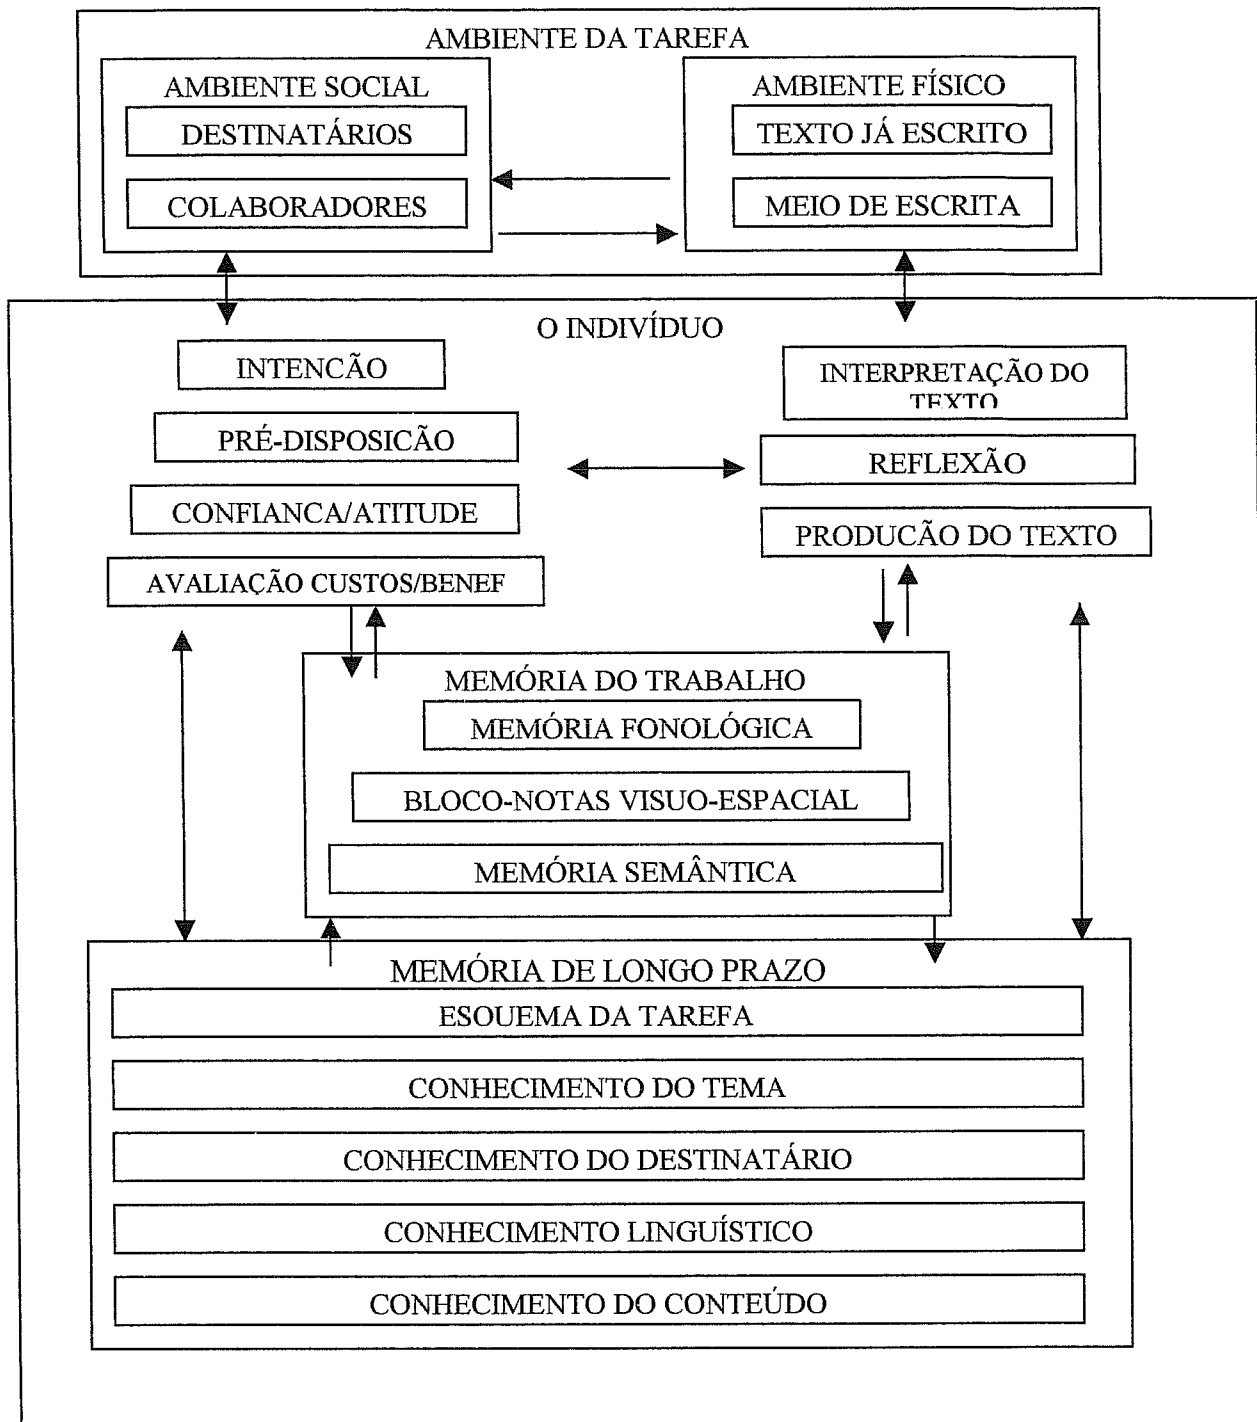 AMBIENTE DA TAREFA
AMBIENTE SOCIAL
DESTINATÁRIOS
COLABORADORES
AMBIENTE FÍSICO
TEXTO JÁ ESCRITO
MEIO DE ESCRITA
O INDIVÍDUO
INTENCÃO
PRÉ-DISPOSICÃO
CONFIANCA/ATITUDE
AVALIAÇÃO CUSTOS/BENEF
INTERPRETAÇÃO DO
TEXTO
REFLEXÃO
PRODUCÃO DO TEXTO
MEMÓRIA DO TRABALHO
MEMÓRIA FONOLÓGICA
BLOCO-NOTAS VISUO-ESPACIAL
MEMÓRIA SEMÂNTICA
MEMÓRIA DE LONGO PRAZO
ESOUEMA DA TAREFA
CONHECIMENTO DO TEMA
CONHECIMENTO DO DESTINATÁRIO
CONHECIMENTO LINGUÍSTICO
CONHECIMENTO DO CONTEÚDO